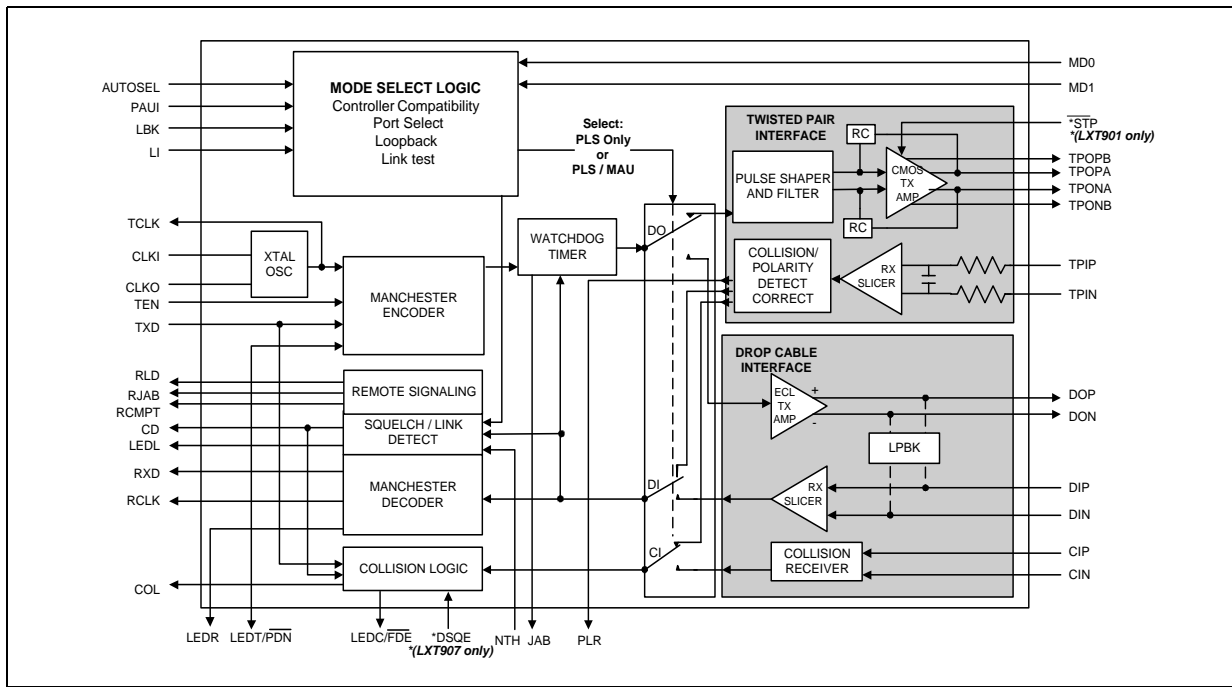 AUTOSEL
PAUI
LBK
LI
MODE SELECT LOGIC
Controller Compatibility
Port Select
Loopback
Link test
Select:
PLS Only
or
PLS / MAU
MD0
MD1
*STP
*(LXT901 only)
TWISTED PAIR
INTERFACE
RC
PULSE SHAPER
AND FILTER
CMOS
TX
AMP
RC
TPOPB
TPOPA
TPONA
TPONB
COLLISION/
POLARITY
DETECT
CORRECT
RX
SLICER
TPIP
TPIN
TCLK
CLKI
CLKO
TEN
TXD
XTAL
OSC
MANCHESTER
ENCODER
WATCHDOG
TIMER
DO
RLD
RJAB
RCMPT
CD
LEDL
RXD
RCLK
REMOTE SIGNALING
SQUELCH / LINK
DETECT
MANCHESTER
DECODER
DI
DROP CABLE
INTERFACE
ECL
TX
AMP
+
-
DOP
DON
LPBK
RX
SLICER
DIP
DIN
COL
COLLISION LOGIC
CI
COLLISION
RECEIVER
CIP
CIN
LEDR
LEDT/PDN
LEDC/FDE
*DSQE
*(LXT907 only)
NTH
JAB
PLR